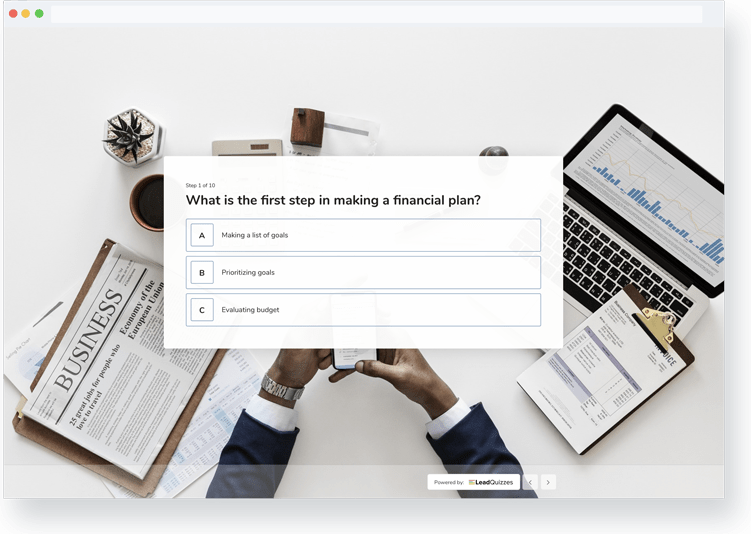 Step 1 of 10
What is the first step in making a financial plan?
A Making a list of goals
B Prioritizing goals
C Evaluating budget
BUSINESS
Economy of the
European Union
25 great jobs for people who
love to travel
Powered by: LeadQuizzes